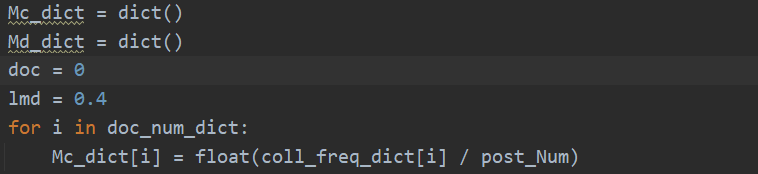 Mc_dict = dict()
Md_dict = dict()
doc = 0
lmd = 0.4
for i in doc_num_dict:
    Mc_dict[i] = float(coll_freq_dict[i] / post_Num)